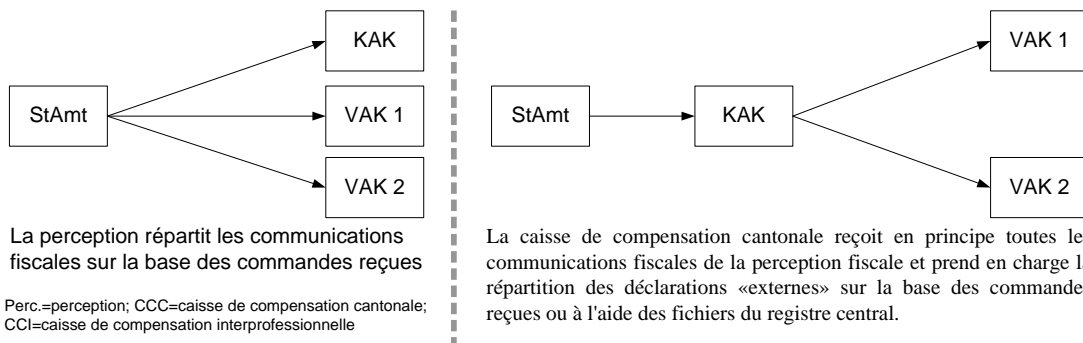 KAK
StAmt
VAK 1
VAK 2
La perception répartit les communications
fiscales sur la base des commandes reçues
Perc.=perception; CCC=caisse de compensation cantonale;
CCI=caisse de compensation interprofessionnelle
VAK 1
StAmt
KAK
VAK 2
La caisse de compensation cantonale reçoit en principe toutes le
communications fiscales de la perception fiscale et prend en charge l
répartition des déclarations «externes» sur la base des commande
reçues ou à l'aide des fichiers du registre central.